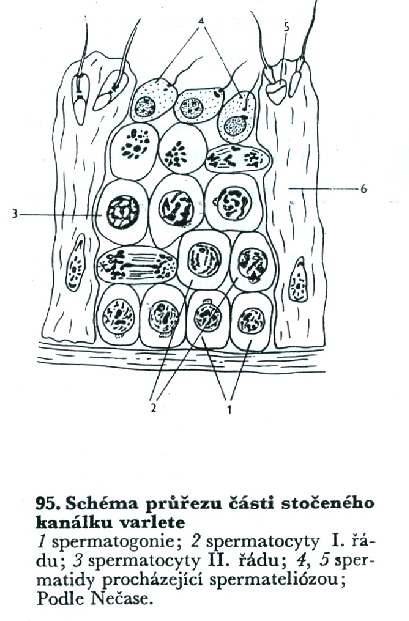 4
5
3
6
2
1
95. Schéma průřezu části stočeného
kanálku varlete
1 spermatogonie; 2 spermatocyty I. řá-
du; 3 spermatocyty II. řádu; 4, 5 sper-
matidy procházející spermateliózou;
Podle Nečase.